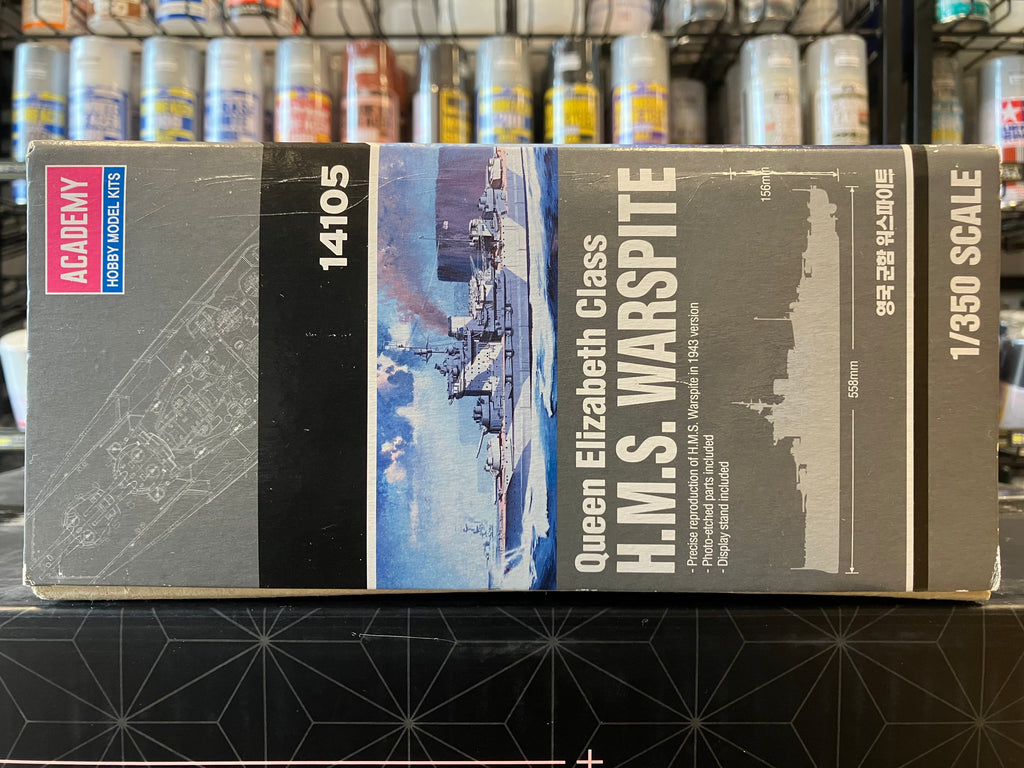 ACADEMY
HOBBY MODEL KITS
14105
Queen Elizabeth Class
H.M.S. WARSPITE
- Precise reproduction of H.M.S. Warspite in 1943 version
- Photo-etched parts included
- Display stand included
156mm
558mm
영국 군함 워스파이트
1/350 SCALE